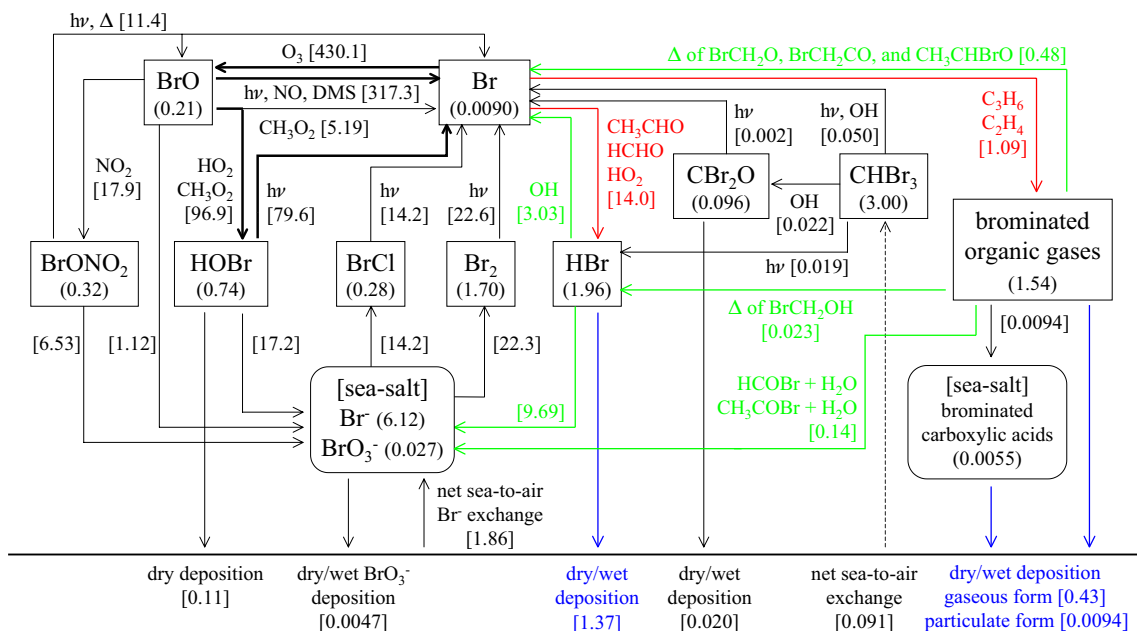 hν, Δ [11.4]
O₃ [430.1]
Δ of BrCH₂O, BrCH₂CO, and CH₃CHBrO [0.48]
BrO
(0.21)
Br
(0.0090)
hν, NO, DMS [317.3]
CH₃O₂ [5.19]
hν
[0.002]
hν, OH
[0.050]
C₃H₆
C₂H₄
[1.09]
NO₂
[17.9]
HO₂
CH₃O₂
[96.9]
hν
[79.6]
hν
[14.2]
hν
[22.6]
OH
[3.03]
CH₃CHO
HCHO
HO₂
[14.0]
CBr₂O
(0.096)
OH
[0.022]
CHBr₃
(3.00)
brominated
organic gases
(1.54)
BrONO₂
(0.32)
HOBr
(0.74)
BrCl
(0.28)
Br₂
(1.70)
HBr
(1.96)
hν [0.019]
Δ of BrCH₂OH
[0.023]
[0.0094]
[6.53]
[1.12]
[17.2]
[14.2]
[22.3]
[9.69]
HCOBr + H₂O
CH₃COBr + H₂O
[0.14]
[sea-salt]
Br⁻ (6.12)
BrO₃⁻ (0.027)
[sea-salt]
brominated
carboxylic acids
(0.0055)
net sea-to-air
Br⁻ exchange
[1.86]
dry deposition
[0.11]
dry/wet BrO₃⁻
deposition
[0.0047]
dry/wet
deposition
[1.37]
dry/wet
deposition
[0.020]
net sea-to-air
exchange
[0.091]
dry/wet deposition
gaseous form [0.43]
particulate form [0.0094]